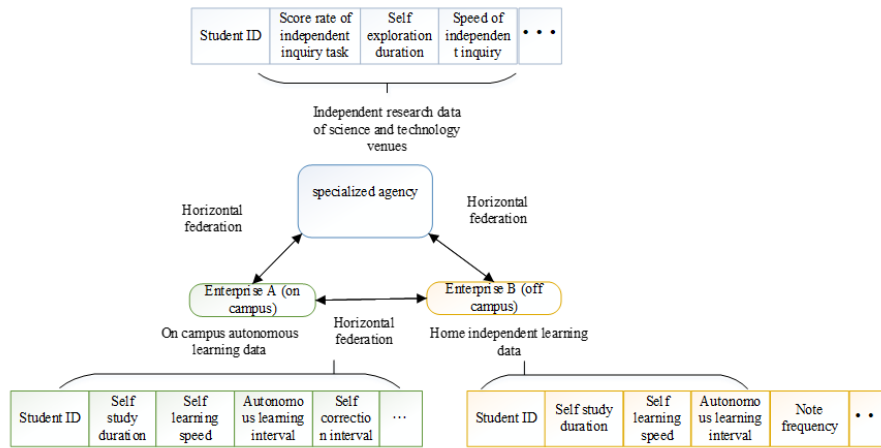 Student ID
Score rate of
independent
inquiry task
Self
exploration
duration
Speed of
independen
t inquiry
• • •
Independent research data
of science and technology
venues
specialized agency
Horizontal
federation
Horizontal
federation
Enterprise A (on
campus)
Enterprise B (off
campus)
On campus autonomous
learning data
Horizontal
federation
Home independent learning
data
Student ID
Self
study
duration
Self
learning
speed
Autonomo
us learning
interval
Self
correctio
n interval
...
Student ID
Self study
duration
Self
learning
speed
Autonomo
us learning
interval
Note
frequency
• • •